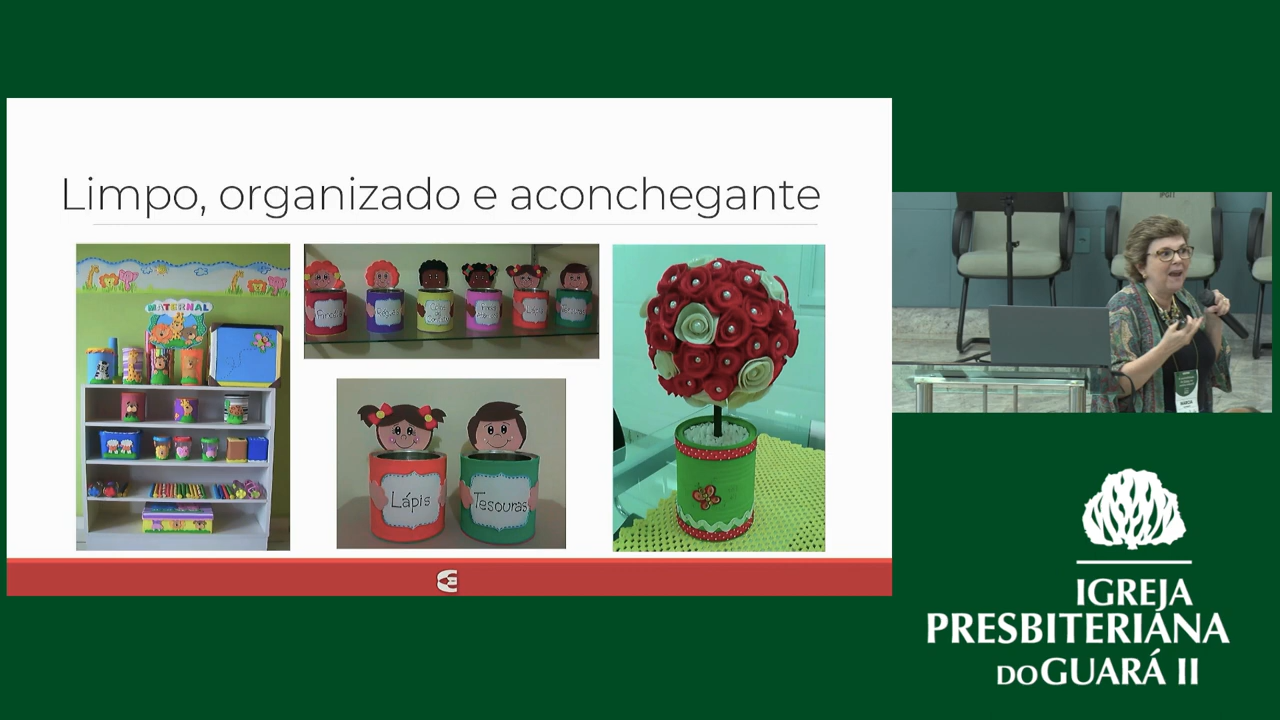 Limpo, organizado e aconchegante
MATERNAL
Lápis
Tesouras
IGREJA
PRESBITERIANA
DO GUARÁ II